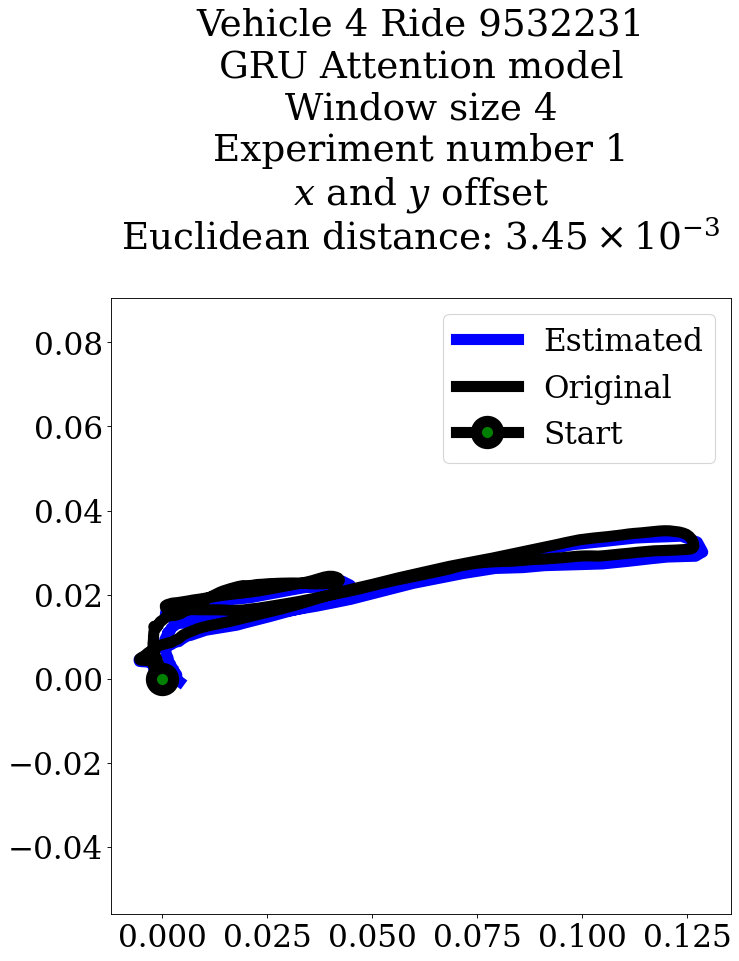 Vehicle 4 Ride 9532231
GRU Attention model
Window size 4
Experiment number 1
x and y offset
Euclidean distance: 3.45 × 10⁻³
Estimated
Original
Start
0.08
0.06
0.04
0.02
0.00
−0.02
−0.04
0.000 0.025 0.050 0.075 0.100 0.125